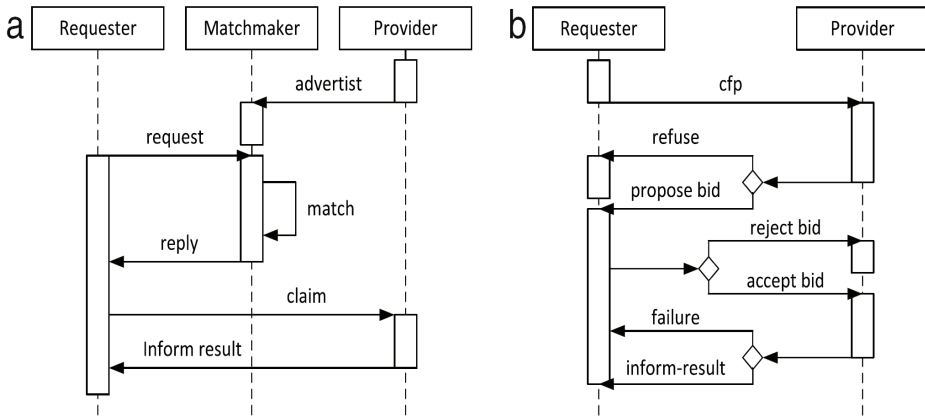 a
Requester
Matchmaker
Provider
advertist
request
match
reply
claim
Inform result
b
Requester
Provider
cfp
refuse
propose bid
reject bid
accept bid
failure
inform-result